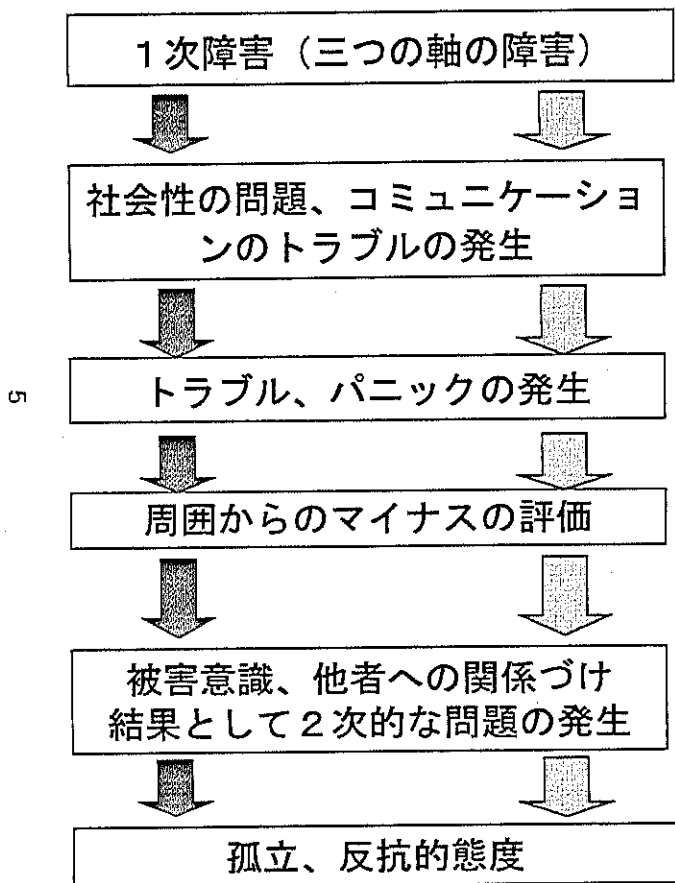 1次障害（三つの軸の障害）
社会性の問題、コミュニケーショ
ンのトラブルの発生
トラブル、パニックの発生
周囲からのマイナスの評価
被害意識、他者への関係づけ
結果として2次的な問題の発生
孤立、反抗的態度
5